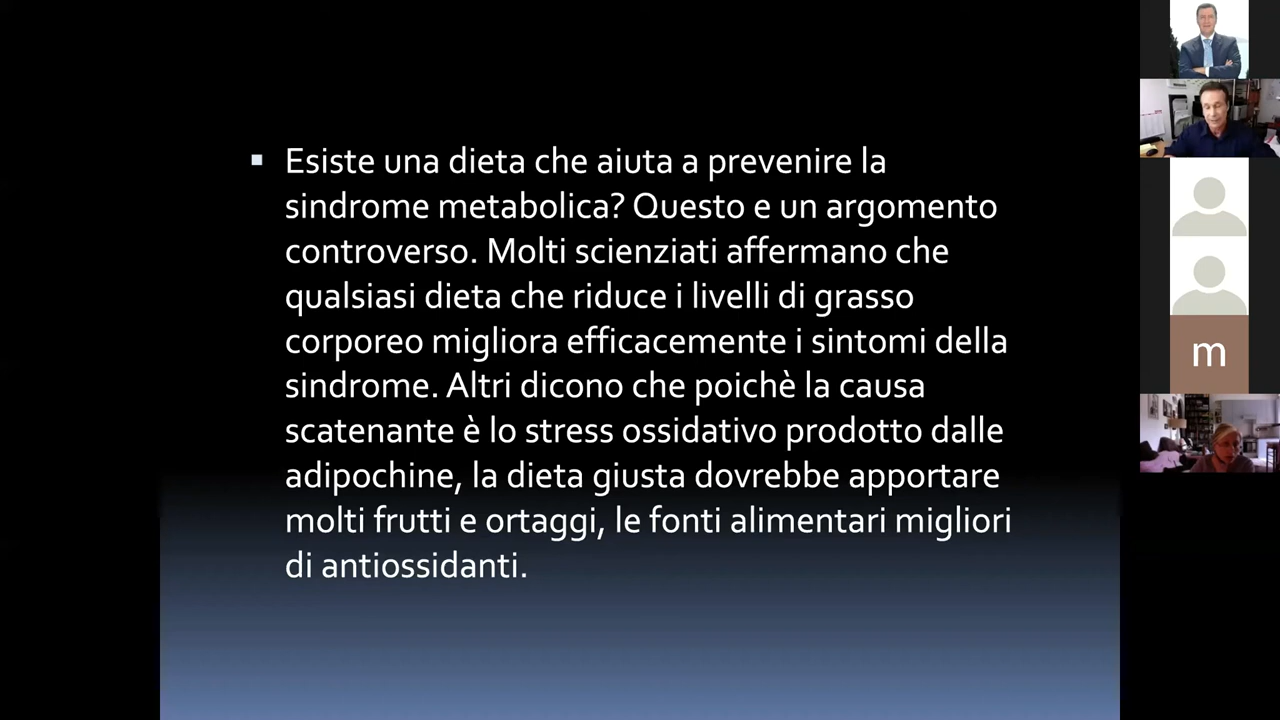 Esiste una dieta che aiuta a prevenire la
sindrome metabolica? Questo e un argomento
controverso. Molti scienziati affermano che
qualsiasi dieta che riduce i livelli di grasso
corporeo migliora efficacemente i sintomi della
sindrome. Altri dicono che poichè la causa
scatenante è lo stress ossidativo prodotto dalle
adipochine, la dieta giusta dovrebbe apportare
molti frutti e ortaggi, le fonti alimentari migliori
di antiossidanti.
m